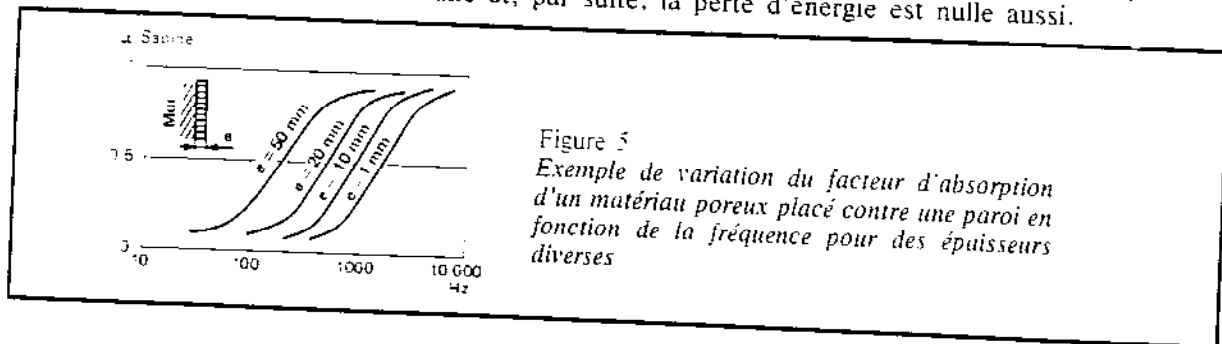 par suite, la perte d'énergie est nulle aussi.
α Sabine
Mur
e
0,5
e = 50 mm
e = 20 mm
e = 10 mm
e = 1 mm
0
10
100
1000
10 000
Hz
Figure 5
Exemple de variation du facteur d'absorption
d'un matériau poreux placé contre une paroi en
fonction de la fréquence pour des épaisseurs
diverses